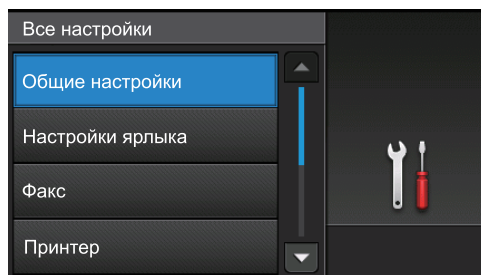 Все настройки
Общие настройки
Настройки ярлыка
Факс
Принтер